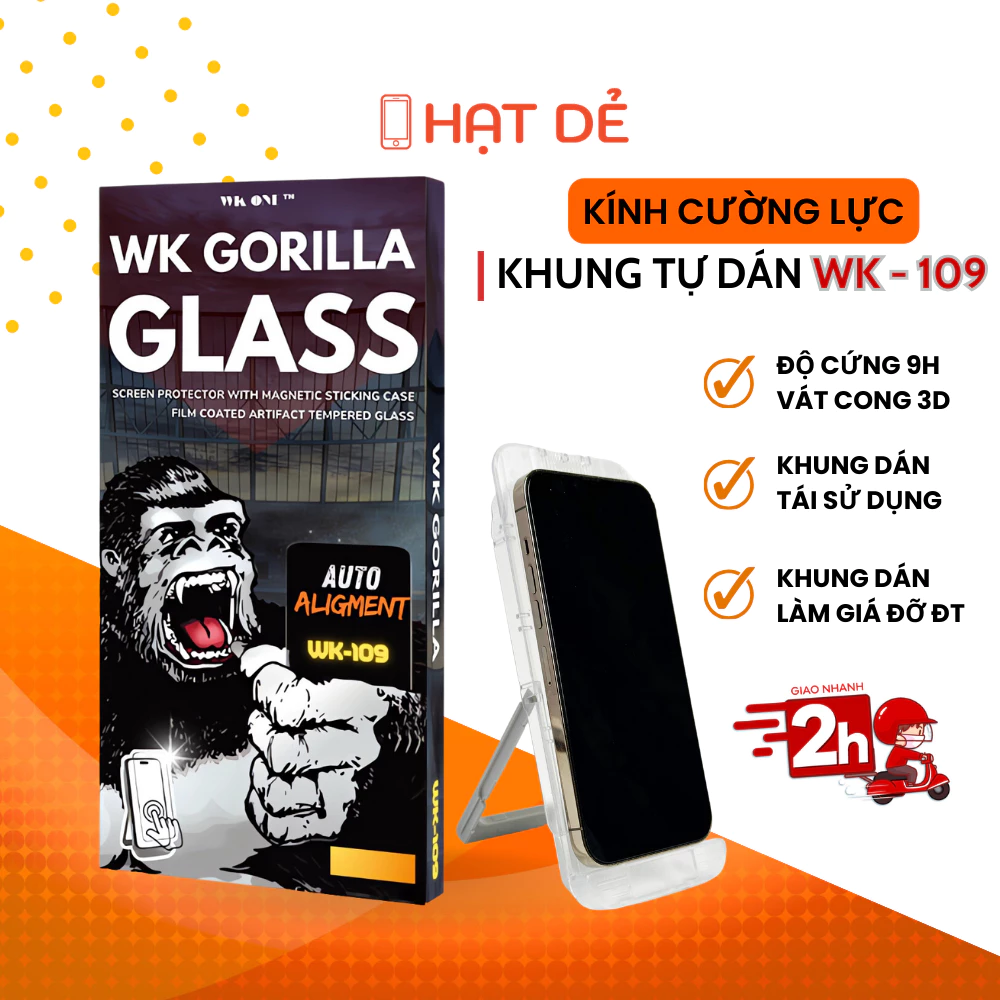 HẠT DẺ
WK ONI ™
WK GORILLA
GLASS
SCREEN PROTECTOR WITH MAGNETIC STICKING CASE
FILM COATED ARTIFACT TEMPERED GLASS
AUTO
ALIGMENT
WK-109
WK GORILLA
WK-109
KÍNH CƯỜNG LỰC
KHUNG TỰ DÁN WK - 109
ĐỘ CỨNG 9H
VÁT CONG 3D
KHUNG DÁN
TÁI SỬ DỤNG
KHUNG DÁN
LÀM GIÁ ĐỠ ĐT
GIAO NHANH
2h